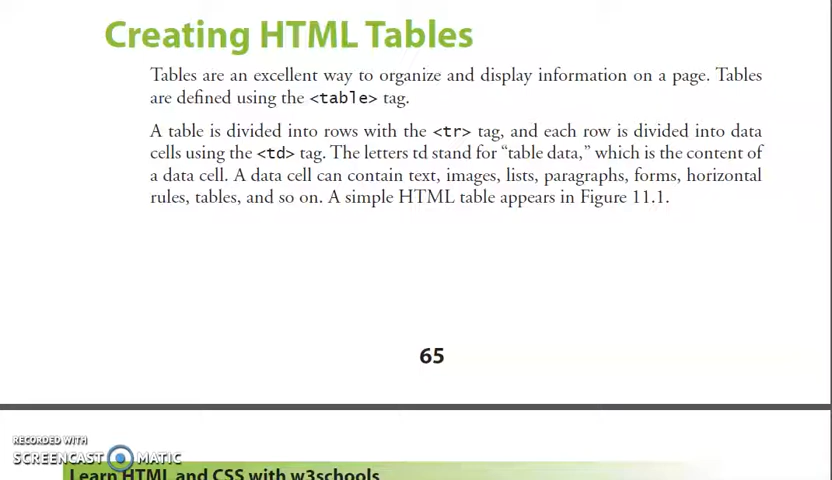 Creating HTML Tables
Tables are an excellent way to organize and display information on a page. Tables
are defined using the <table> tag.
A table is divided into rows with the <tr> tag, and each row is divided into data
cells using the <td> tag. The letters td stand for “table data,” which is the content of
a data cell. A data cell can contain text, images, lists, paragraphs, forms, horizontal
rules, tables, and so on. A simple HTML table appears in Figure 11.1.
65
RECORDED WITH
SCREENCAST MATIC
Learn HTML and CSS with w3schools